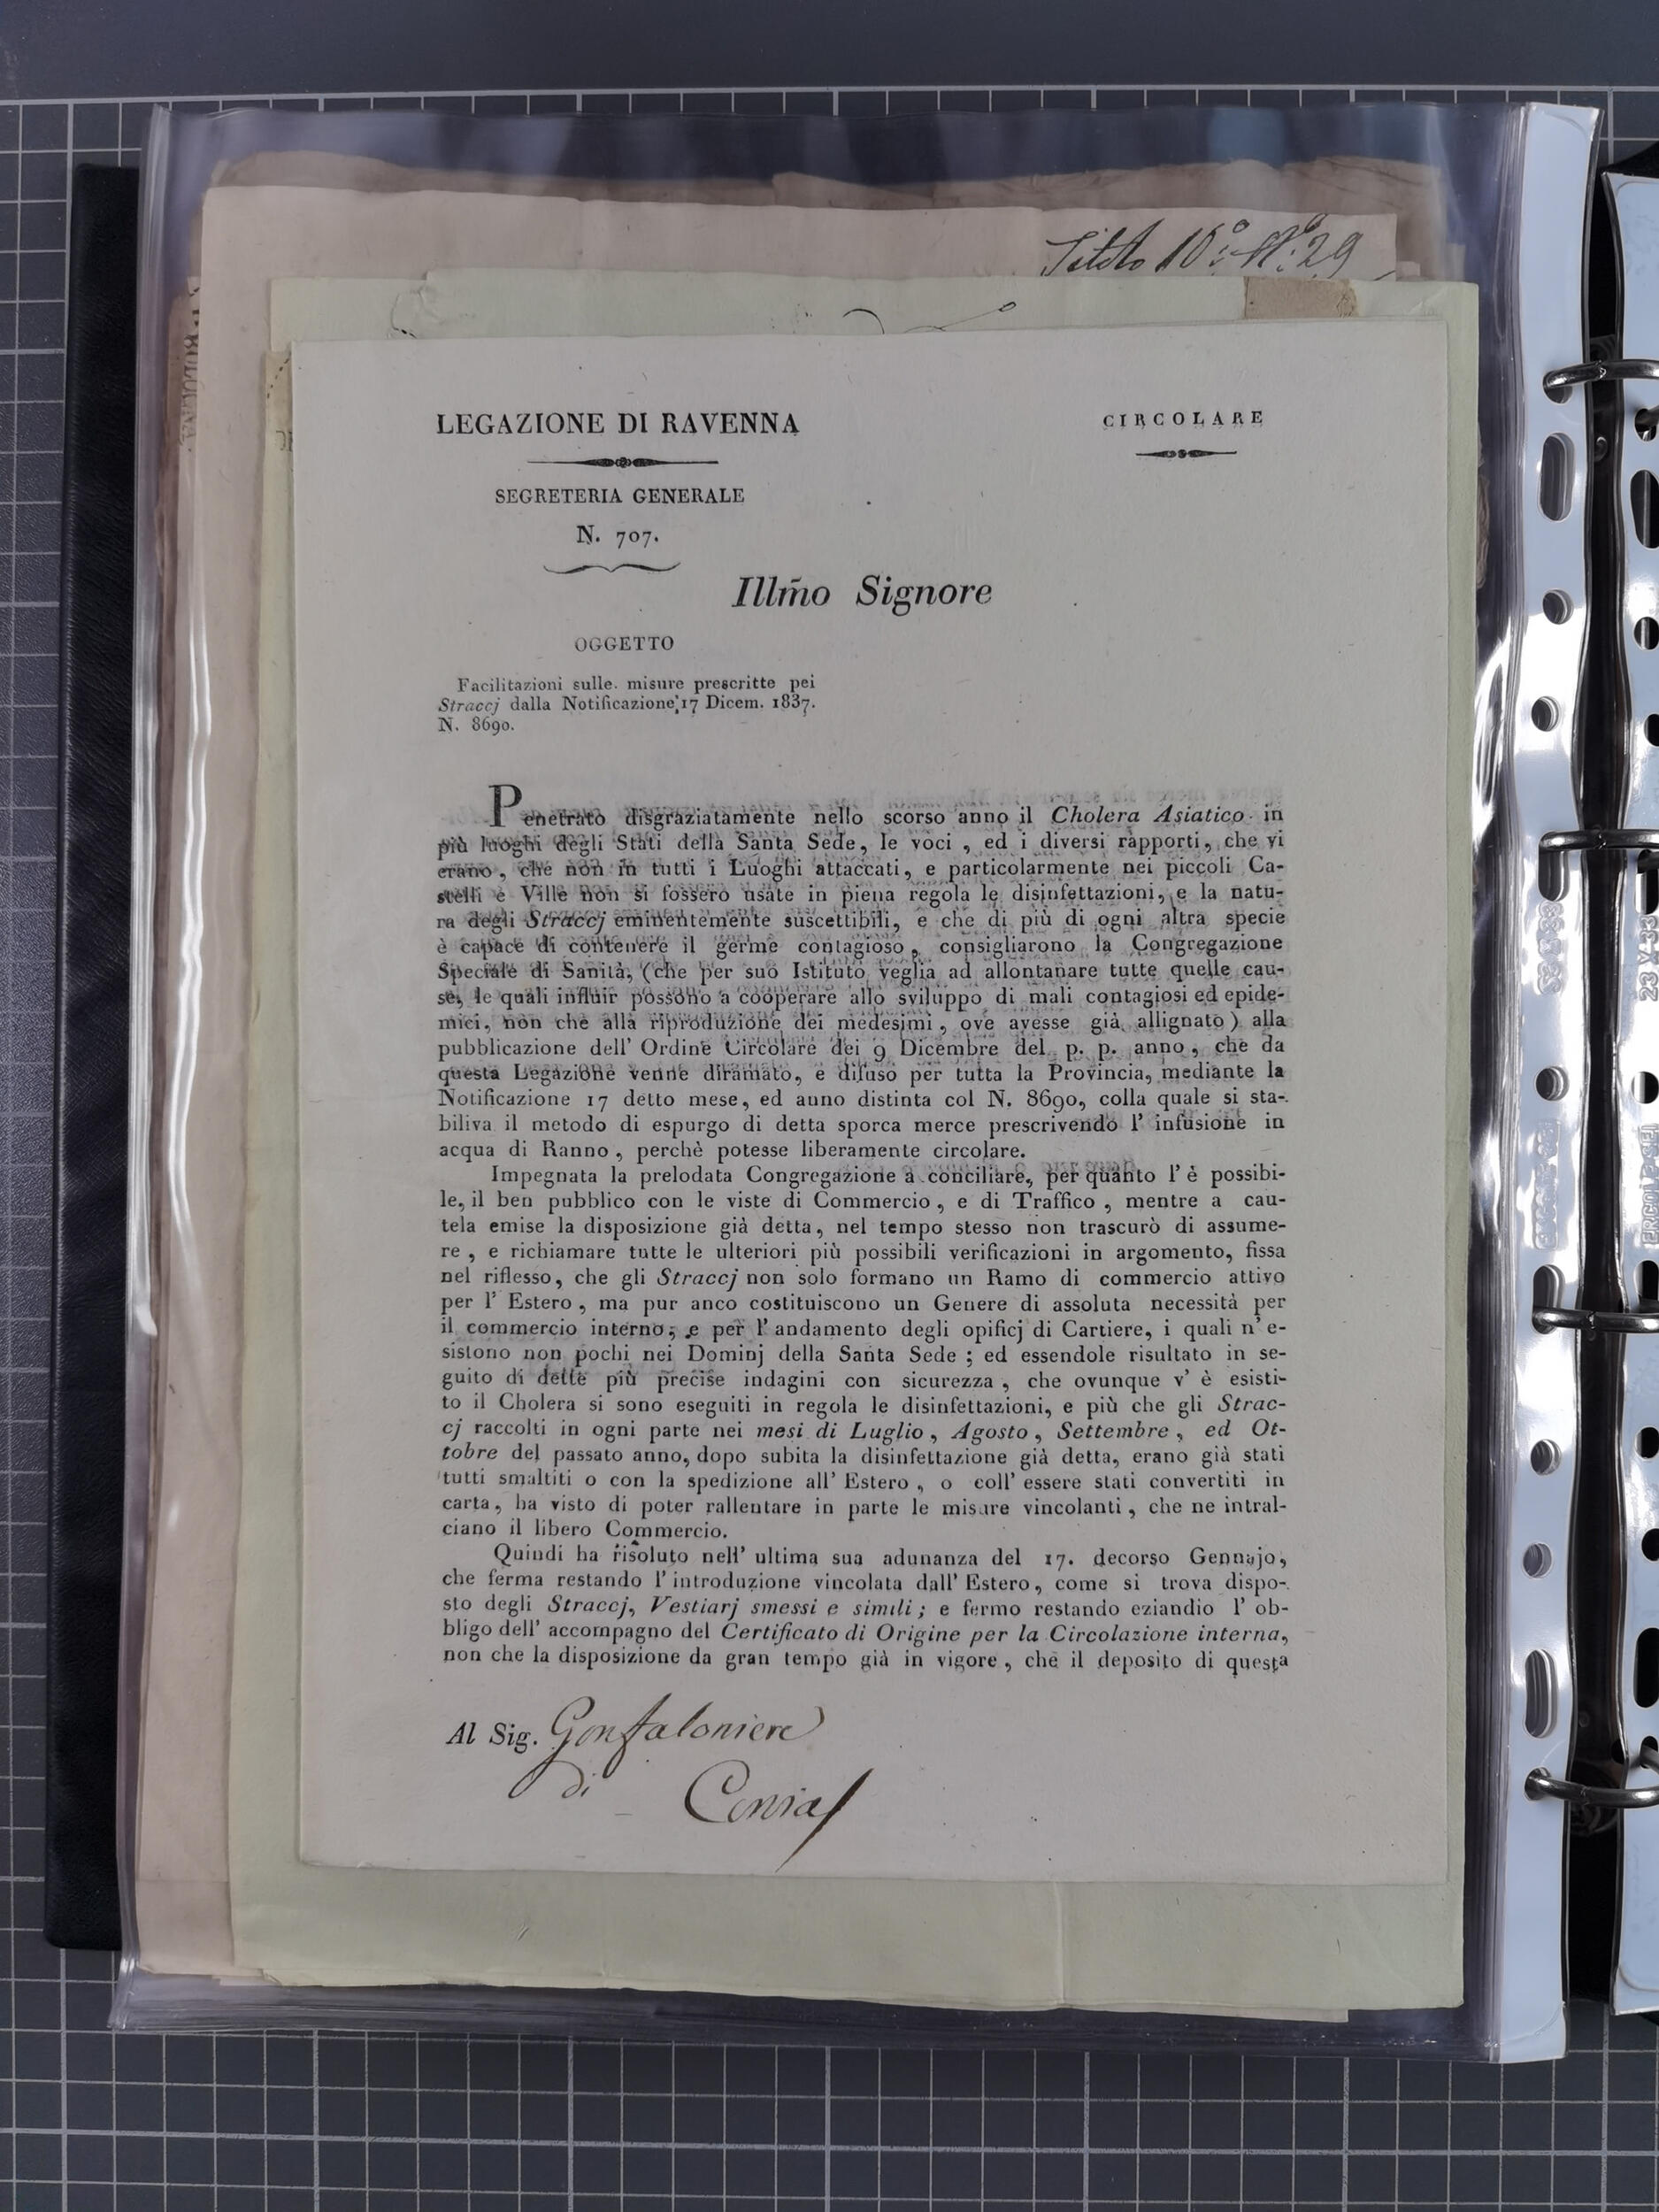 Titolo 10°: N°: 29
LEGAZIONE DI RAVENNA
CIRCOLARE
SEGRETERIA GENERALE
N. 707.
Illm̃o Signore
OGGETTO
Facilitazioni sulle. misure prescritte pei
Straccj dalla Notificazione 17 Dicem. 1837.
N. 8690.
Penetrato disgraziatamente nello scorso anno il Cholera Asiatico in
più luoghi degli Stati della Santa Sede, le voci, ed i diversi rapporti, che vi
erano, che non in tutti i Luoghi attaccati, e particolarmente nei piccoli Ca-
stelli e Ville non si fossero usate in piena regola le disinfettazioni, e la natu-
ra degli Straccj eminentemente suscettibili, e che di più di ogni altra specie
è capace di contenere il germe contagioso, consigliarono la Congregazione
Speciale di Sanità, (che per suo Istituto veglia ad allontanare tutte quelle cau-
se, le quali influir possono a cooperare allo sviluppo di mali contagiosi ed epide-
mici, non che alla riproduzione dei medesimi, ove avesse già allignato) alla
pubblicazione dell' Ordine Circolare dei 9 Dicembre del p. p. anno, che da
questa Legazione venne diramato, e difuso per tutta la Provincia, mediante la
Notificazione 17 detto mese, ed anno distinta col N. 8690, colla quale si sta-
biliva il metodo di espurgo di detta sporca merce prescrivendo l' infusione in
acqua di Ranno, perchè potesse liberamente circolare.
Impegnata la prelodata Congregazione a conciliare, per quanto l' è possibi-
le, il ben pubblico con le viste di Commercio, e di Traffico, mentre a cau-
tela emise la disposizione già detta, nel tempo stesso non trascurò di assume-
re, e richiamare tutte le ulteriori più possibili verificazioni in argomento, fissa
nel riflesso, che gli Straccj non solo formano un Ramo di commercio attivo
per l' Estero, ma pur anco costituiscono un Genere di assoluta necessità per
il commercio interno, e per l' andamento degli opificj di Cartiere, i quali n' e-
sistono non pochi nei Dominj della Santa Sede; ed essendole risultato in se-
guito di delle più precise indagini con sicurezza, che ovunque v' è esisti-
to il Cholera si sono eseguiti in regola le disinfettazioni, e più che gli Strac-
cj raccolti in ogni parte nei mesi di Luglio, Agosto, Settembre, ed Ot-
tobre del passato anno, dopo subita la disinfettazione già detta, erano già stati
tutti smaltiti o con la spedizione all' Estero, o coll' essere stati convertiti in
carta, ha visto di poter rallentare in parte le misure vincolanti, che ne intral-
ciano il libero Commercio.
Quindi ha risoluto nell' ultima sua adunanza del 17. decorso Gennajo,
che ferma restando l' introduzione vincolata dall' Estero, come si trova dispo-
sto degli Straccj, Vestiarj smessi e simili; e fermo restando eziandio l' ob-
bligo dell' accompagno del Certificato di Origine per la Circolazione interna,
non che la disposizione da gran tempo già in vigore, che il deposito di questa
Al Sig. Gonfaloniere
di Cervia